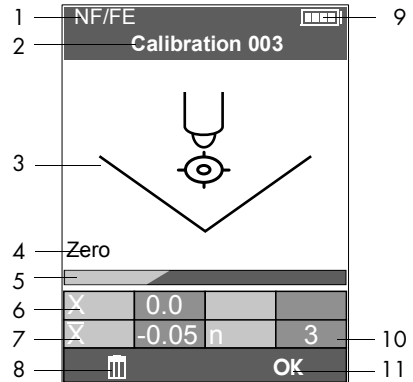 1 NF/FE 9
2 Calibration 003
3
4 Zero
5
6 X 0.0
7 X̅ -0.05 n 3 10
8 OK 11